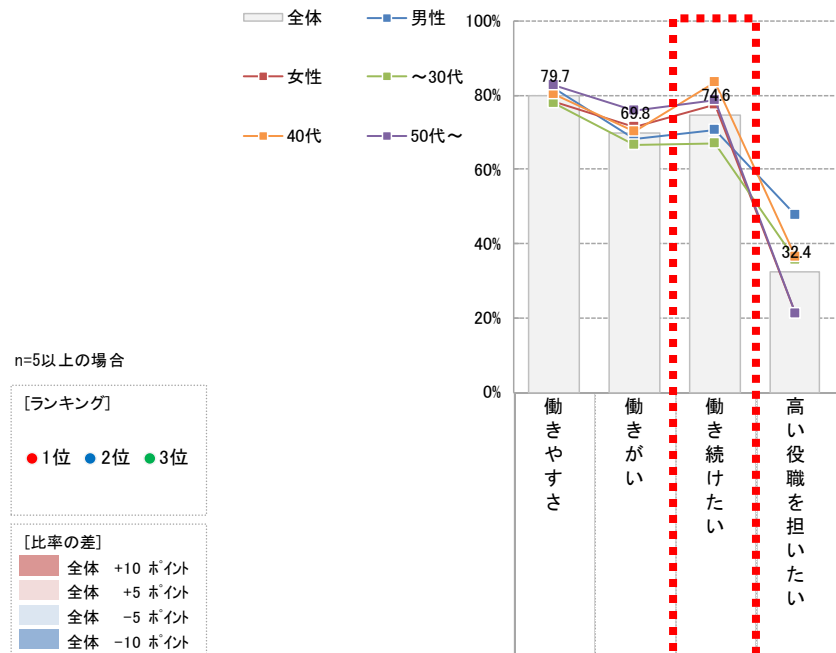 全体
男性
女性
～30代
40代
50代～
100%
80%
60%
40%
20%
0%
79.7
69.8
74.6
32.4
働きやすさ
働きがい
働き続けたい
高い役職を担いたい
n=5以上の場合
[ランキング]
1位 2位 3位
[比率の差]
全体 +10 ﾎﾟｲﾝﾄ
全体 +5 ﾎﾟｲﾝﾄ
全体 -5 ﾎﾟｲﾝﾄ
全体 -10 ﾎﾟｲﾝﾄ